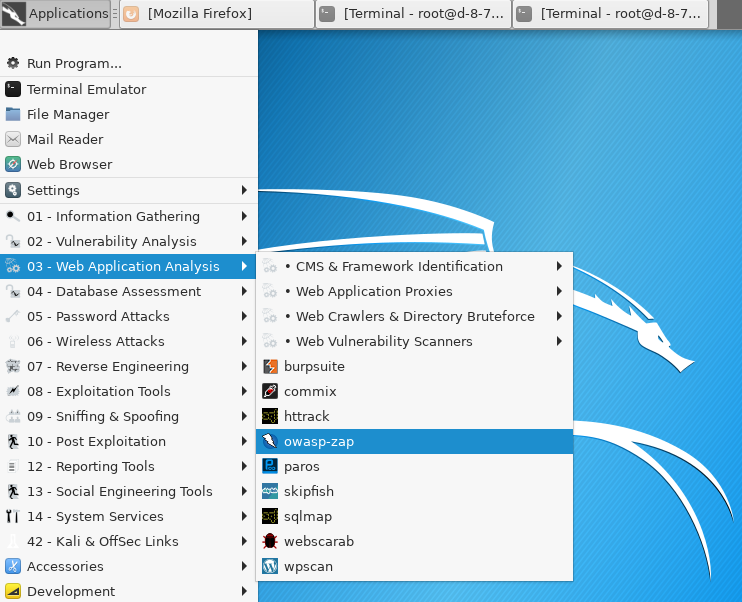 Applications
[Mozilla Firefox]
[Terminal - root@d-8-7...
[Terminal - root@d-8-7...
Run Program...
Terminal Emulator
File Manager
Mail Reader
Web Browser
Settings
01 - Information Gathering
02 - Vulnerability Analysis
03 - Web Application Analysis
04 - Database Assessment
05 - Password Attacks
06 - Wireless Attacks
07 - Reverse Engineering
08 - Exploitation Tools
09 - Sniffing & Spoofing
10 - Post Exploitation
12 - Reporting Tools
13 - Social Engineering Tools
14 - System Services
42 - Kali & OffSec Links
Accessories
Development
• CMS & Framework Identification
• Web Application Proxies
• Web Crawlers & Directory Bruteforce
• Web Vulnerability Scanners
burpsuite
commix
httrack
owasp-zap
paros
skipfish
sqlmap
webscarab
wpscan